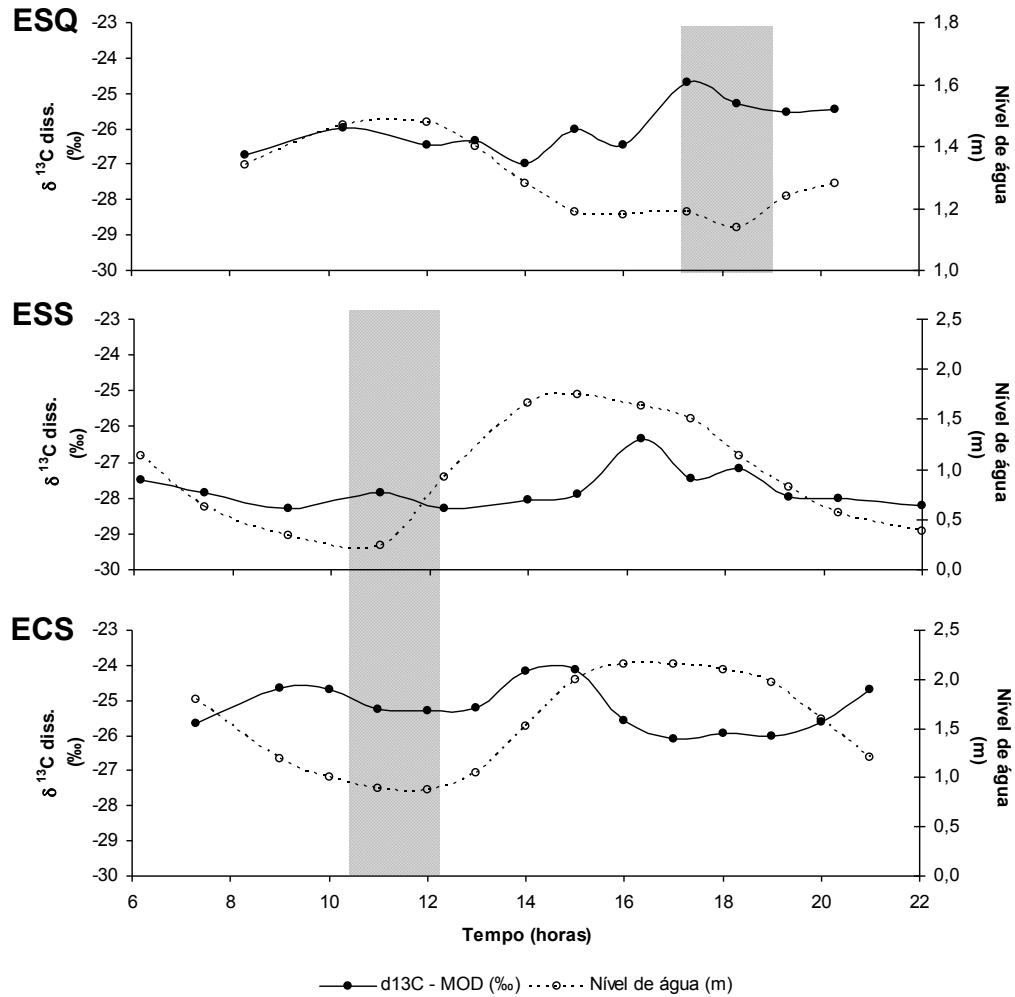 ESQ
δ 13C diss.
(‰)
-23
-24
-25
-26
-27
-28
-29
-30
1,8
1,6
1,4
1,2
1,0
Nível de água
(m)
ESS
δ 13C diss.
(‰)
-23
-24
-25
-26
-27
-28
-29
-30
2,5
2,0
1,5
1,0
0,5
0,0
Nível de água
(m)
ECS
δ 13C diss.
(‰)
-23
-24
-25
-26
-27
-28
-29
-30
2,5
2,0
1,5
1,0
0,5
0,0
Nível de água
(m)
6 8 10 12 14 16 18 20 22
Tempo (horas)
d13C - MOD (‰) Nível de água (m)